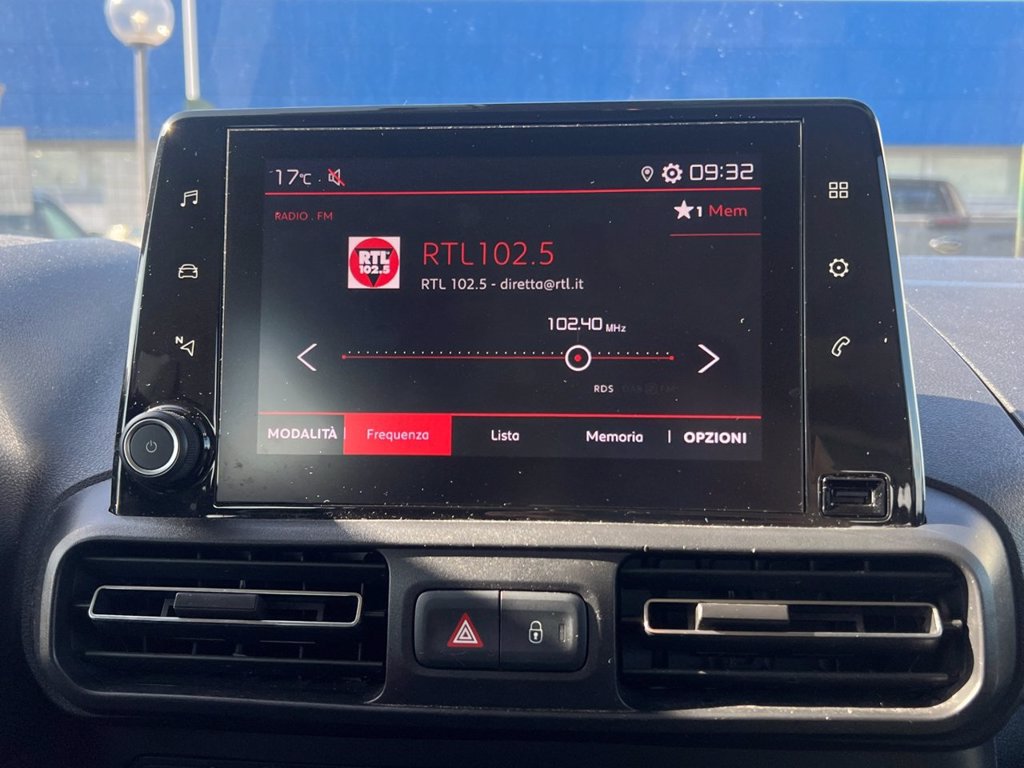 17°C
09:32
RADIO . FM
1 Mem
RTL
102.5
RTL102.5
RTL 102.5 - diretta@rtl.it
102.40 MHz
N
RDS
MODALITÀ Frequenza Lista Memoria OPZIONI